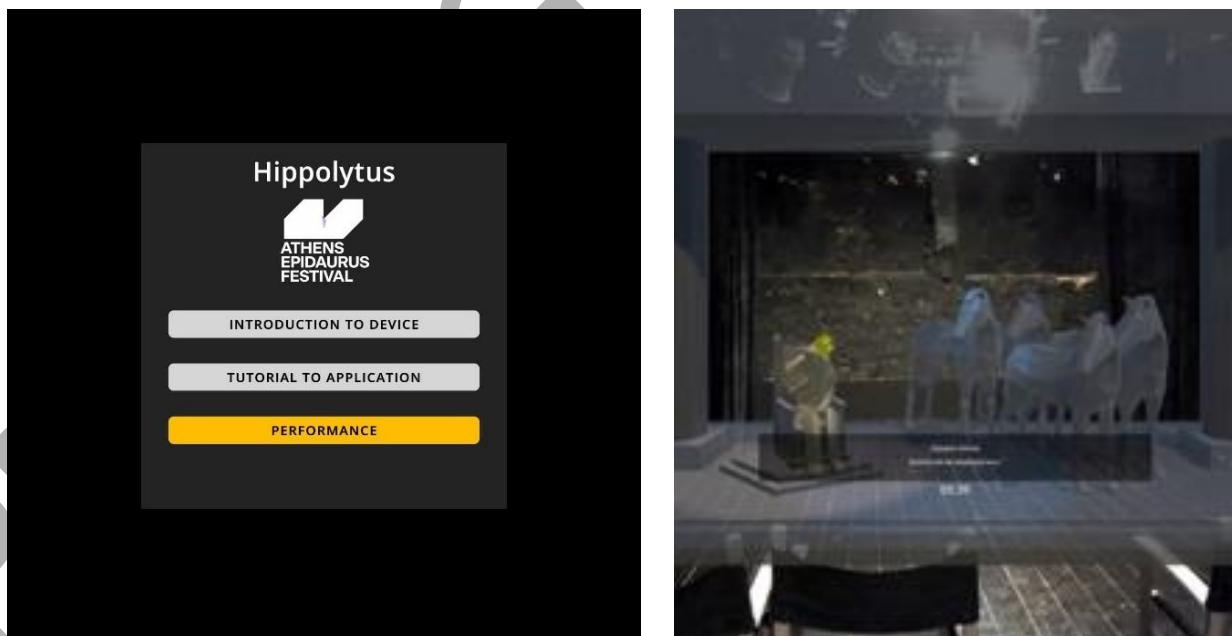 Hippolytus
ATHENS
EPIDAURUS
FESTIVAL
INTRODUCTION TO DEVICE
TUTORIAL TO APPLICATION
PERFORMANCE